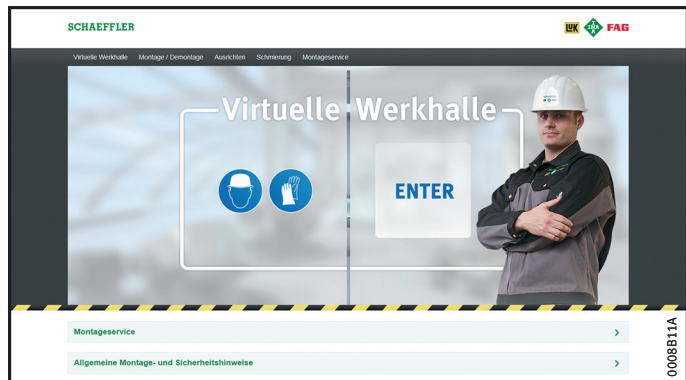 SCHAEFFLER
LUK INA FAG
Virtuelle Werkhalle Montage / Demontage Ausrichten Schmierung Montageservice
Virtuelle Werkhalle
ENTER
Montageservice
Allgemeine Montage- und Sicherheitshinweise
0008B11A